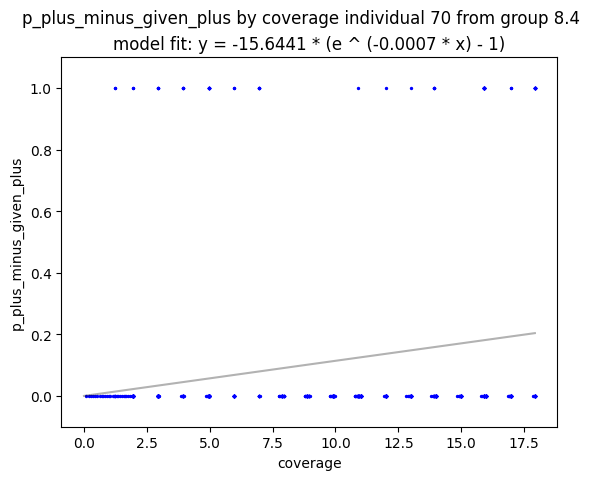 p_plus_minus_given_plus by coverage individual 70 from group 8.4
model fit: y = -15.6441 * (e ^ (-0.0007 * x) - 1)
1.0
0.8
0.6
0.4
0.2
0.0
p_plus_minus_given_plus
0.0 2.5 5.0 7.5 10.0 12.5 15.0 17.5
coverage